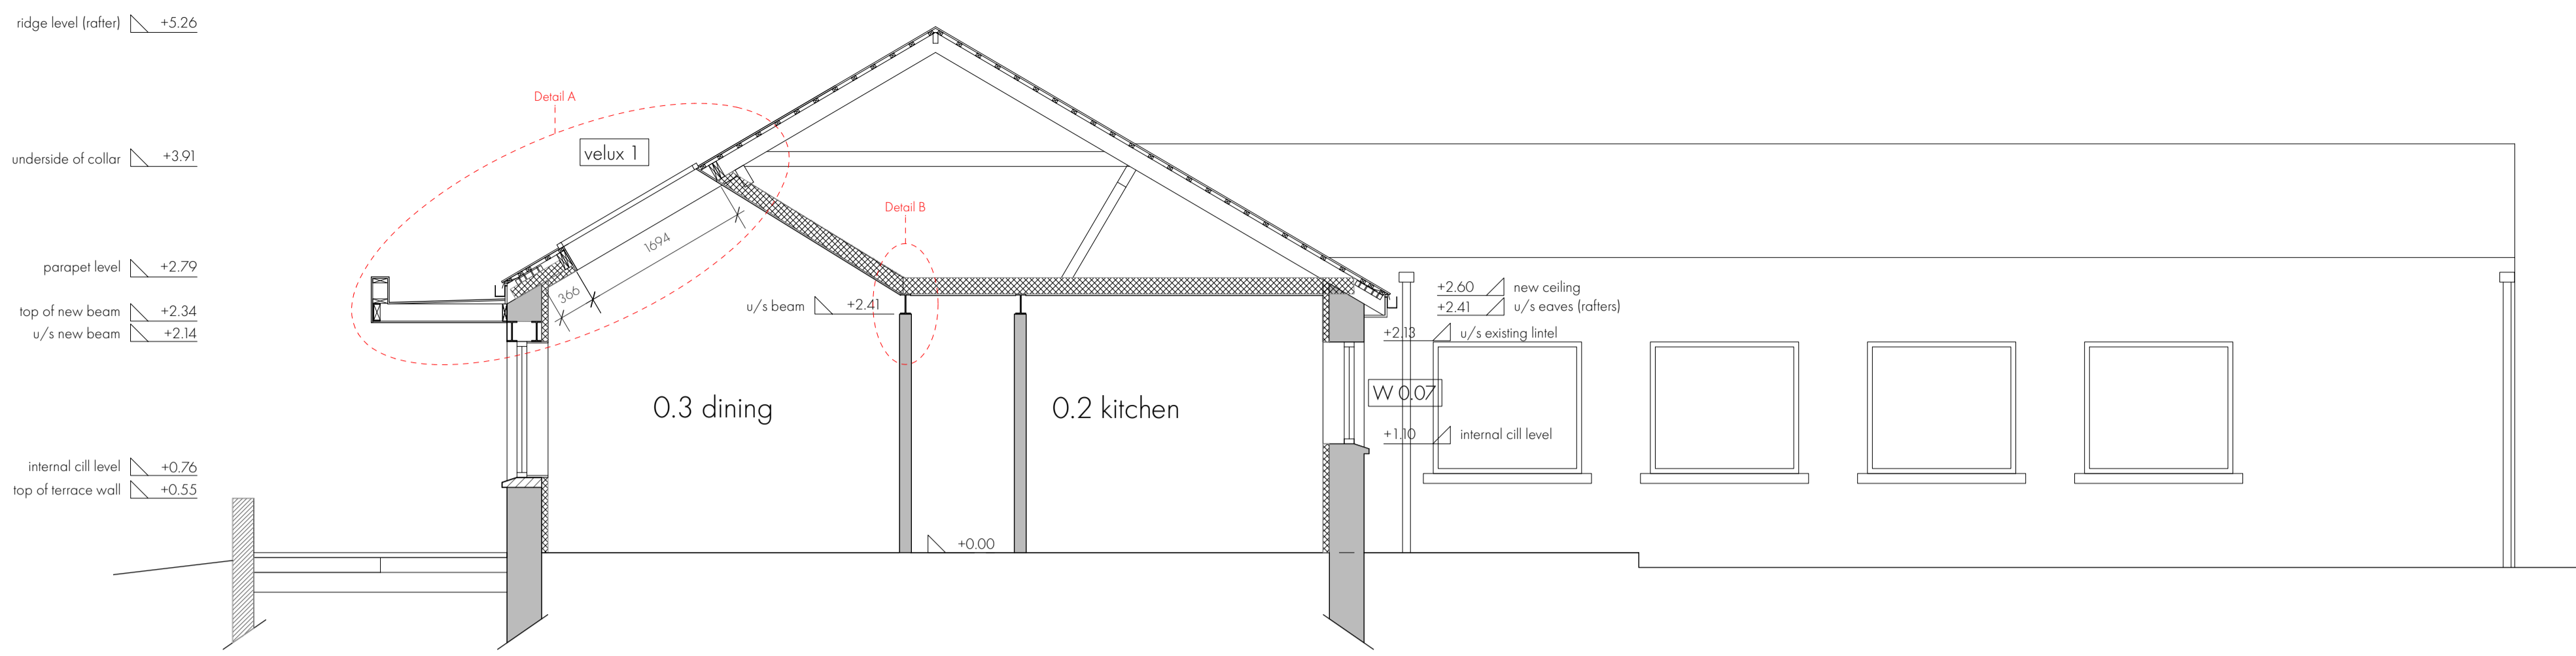 ridge level (rafter) +5.26
Detail A
velux 1
underside of collar +3.91
Detail B
1694
parapet level +2.79
366
+2.60 new ceiling
u/s beam +2.41
+2.41 u/s eaves (rafters)
top of new beam +2.34
u/s new beam +2.14
+2.13 u/s existing lintel
W 0.07
0.3 dining
0.2 kitchen
+1.10 internal cill level
internal cill level +0.76
top of terrace wall +0.55
+0.00